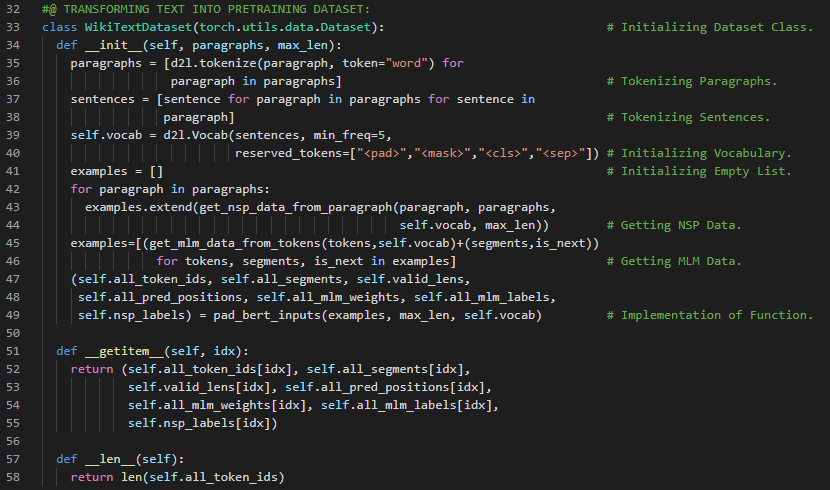 32 #@ TRANSFORMING TEXT INTO PRETRAINING DATASET:
33 class WikiTextDataset(torch.utils.data.Dataset): # Initializing Dataset Class.
34 def __init__(self, paragraphs, max_len):
35 paragraphs = [d2l.tokenize(paragraph, token="word") for
36 paragraph in paragraphs] # Tokenizing Paragraphs.
37 sentences = [sentence for paragraph in paragraphs for sentence in
38 paragraph] # Tokenizing Sentences.
39 self.vocab = d2l.Vocab(sentences, min_freq=5,
40 reserved_tokens=["<pad>","<mask>","<cls>","<sep>"]) # Initializing Vocabulary.
41 examples = [] # Initializing Empty List.
42 for paragraph in paragraphs:
43 examples.extend(get_nsp_data_from_paragraph(paragraph, paragraphs,
44 self.vocab, max_len)) # Getting NSP Data.
45 examples=[(get_mlm_data_from_tokens(tokens,self.vocab)+(segments,is_next))
46 for tokens, segments, is_next in examples] # Getting MLM Data.
47 (self.all_token_ids, self.all_segments, self.valid_lens,
48 self.all_pred_positions, self.all_mlm_weights, self.all_mlm_labels,
49 self.nsp_labels) = pad_bert_inputs(examples, max_len, self.vocab) # Implementation of Function.
50
51 def __getitem__(self, idx):
52 return (self.all_token_ids[idx], self.all_segments[idx],
53 self.valid_lens[idx], self.all_pred_positions[idx],
54 self.all_mlm_weights[idx], self.all_mlm_labels[idx],
55 self.nsp_labels[idx])
56
57 def __len__(self):
58 return len(self.all_token_ids)